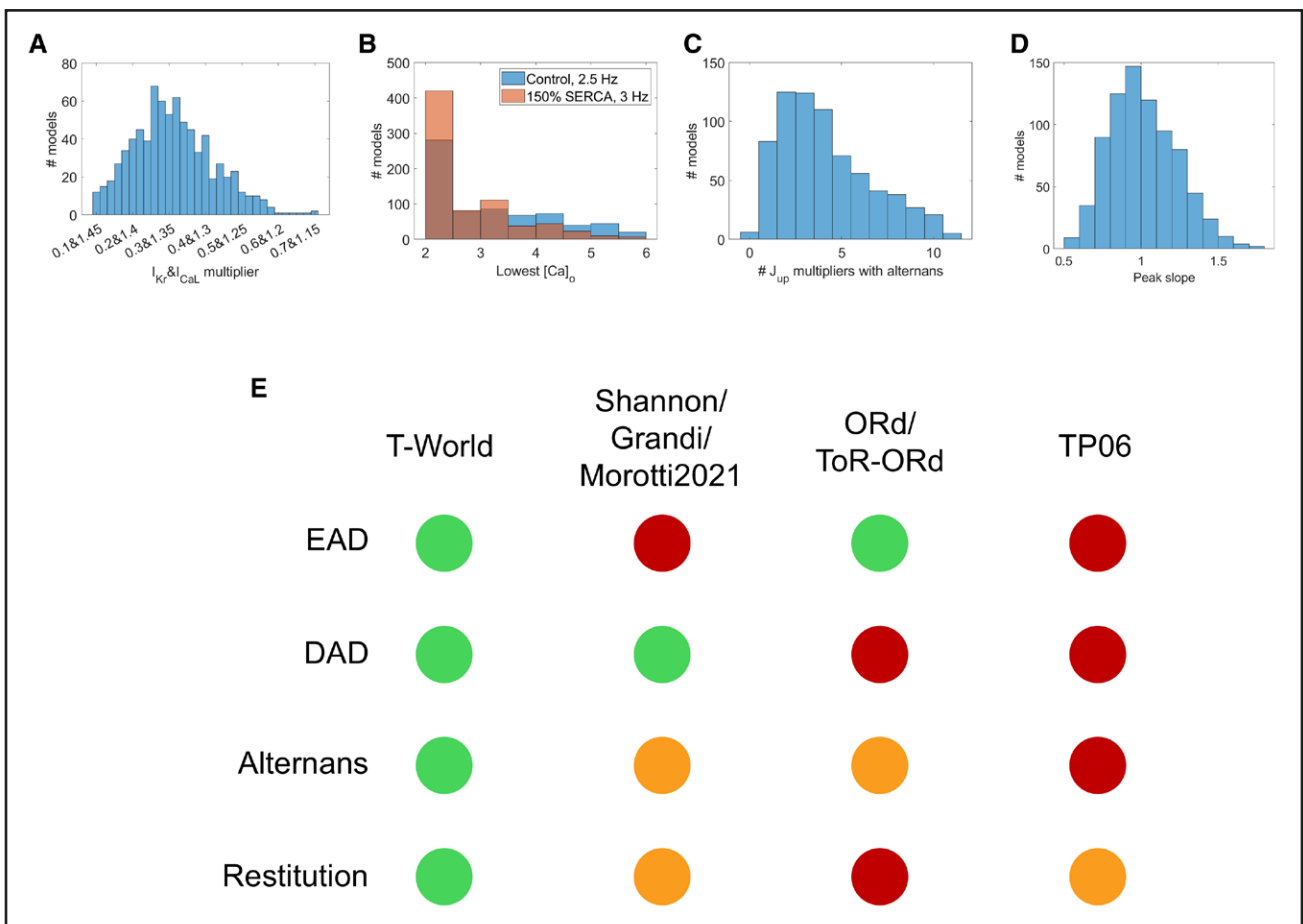 A
80
60
40
20
0
# models
0.1&1.45
0.2&1.4
0.3&1.35
0.4&1.3
0.5&1.25
0.6&1.2
0.7&1.15
I_Kr&I_CaL multiplier
B
500
400
300
200
100
0
# models
Control, 2.5 Hz
150% SERCA, 3 Hz
2 3 4 5 6
Lowest [Ca]_o
C
150
100
50
0
# models
0 5 10
# J_up multipliers with alternans
D
150
100
50
0
# models
0.5 1 1.5
Peak slope
E
T-World
Shannon/
Grandi/
Morotti2021
ORd/
ToR-ORd
TP06
EAD
DAD
Alternans
Restitution